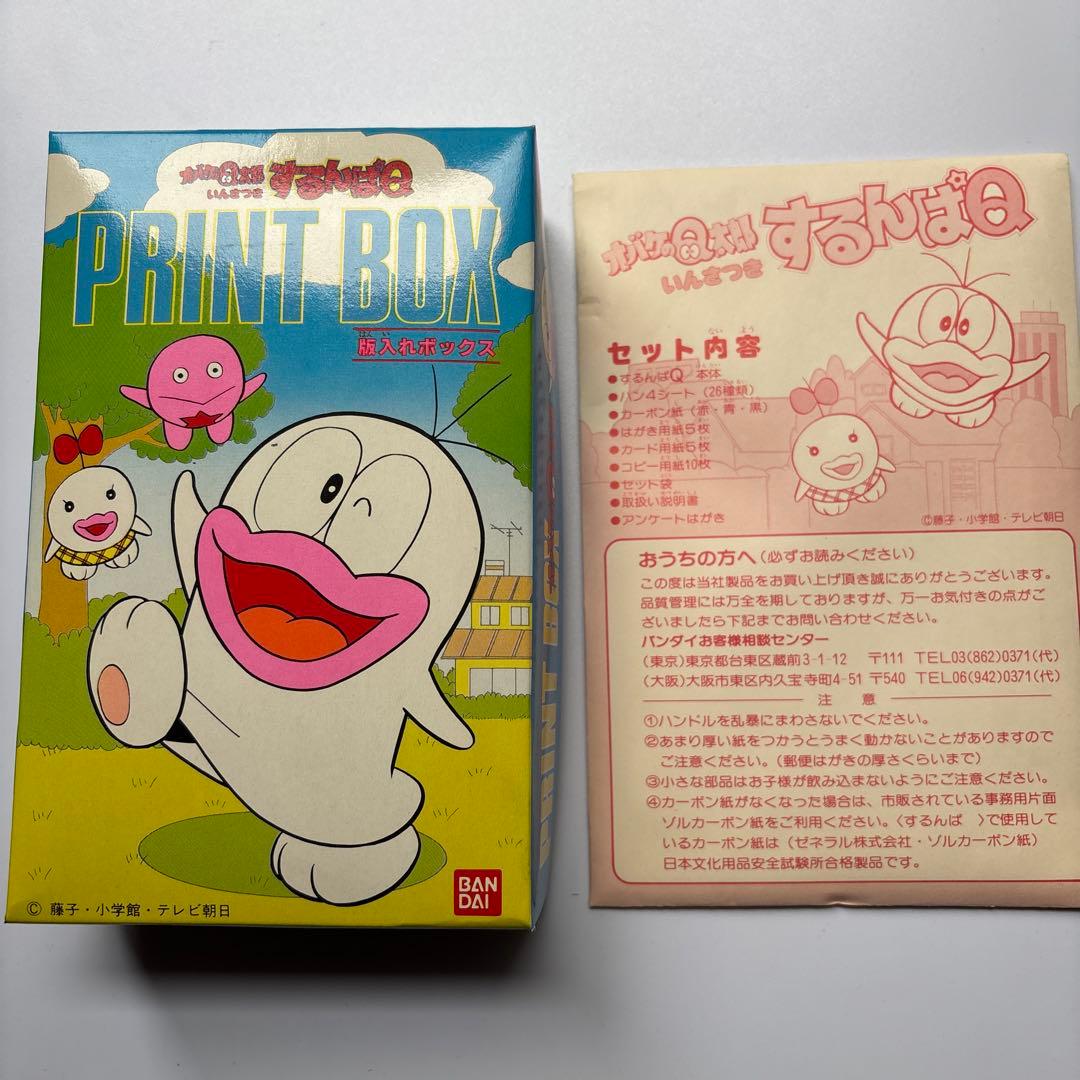 オバケのQ太郎
いんさつき するんぱQ
PRINT BOX
はん い
版入れボックス
BAN
DAI
© 藤子・小学館・テレビ朝日
PRINT BOX
オバケのQ太郎
いんさつき するんぱQ
ない よう
セット内容
●するんぱQ 本体
●ハン4シート (26種類)
●カーボン紙 (赤・青・黒)
●はがき用紙5枚
●カード用紙5枚
●コピー用紙10枚
●セット袋
●取扱い説明書
●アンケートはがき
©藤子・小学館・テレビ朝日
おうちの方へ (必ずお読みください)
この度は当社製品をお買い上げ頂き誠にありがとうございます。
品質管理には万全を期しておりますが、万一お気付きの点がご
ざいましたら下記までお問い合わせください。
バンダイお客様相談センター
(東京)東京都台東区蔵前3-1-12 〒111 TEL03(862)0371(代)
(大阪)大阪市東区内久宝寺町4-51 〒540 TEL06(942)0371(代)
注 意
①ハンドルを乱暴にまわさないでください。
②あまり厚い紙をつかうとうまく動かないことがありますので
ご注意ください。(郵便はがきの厚さくらいまで)
③小さな部品はお子様が飲み込まないようにご注意ください。
④カーボン紙がなくなった場合は、市販されている事務用片面
ゾルカーボン紙をご利用ください。〈するんぱ 〉で使用して
いるカーボン紙は (ゼネラル株式会社・ゾルカーボン紙)
日本文化用品安全試験所合格製品です。